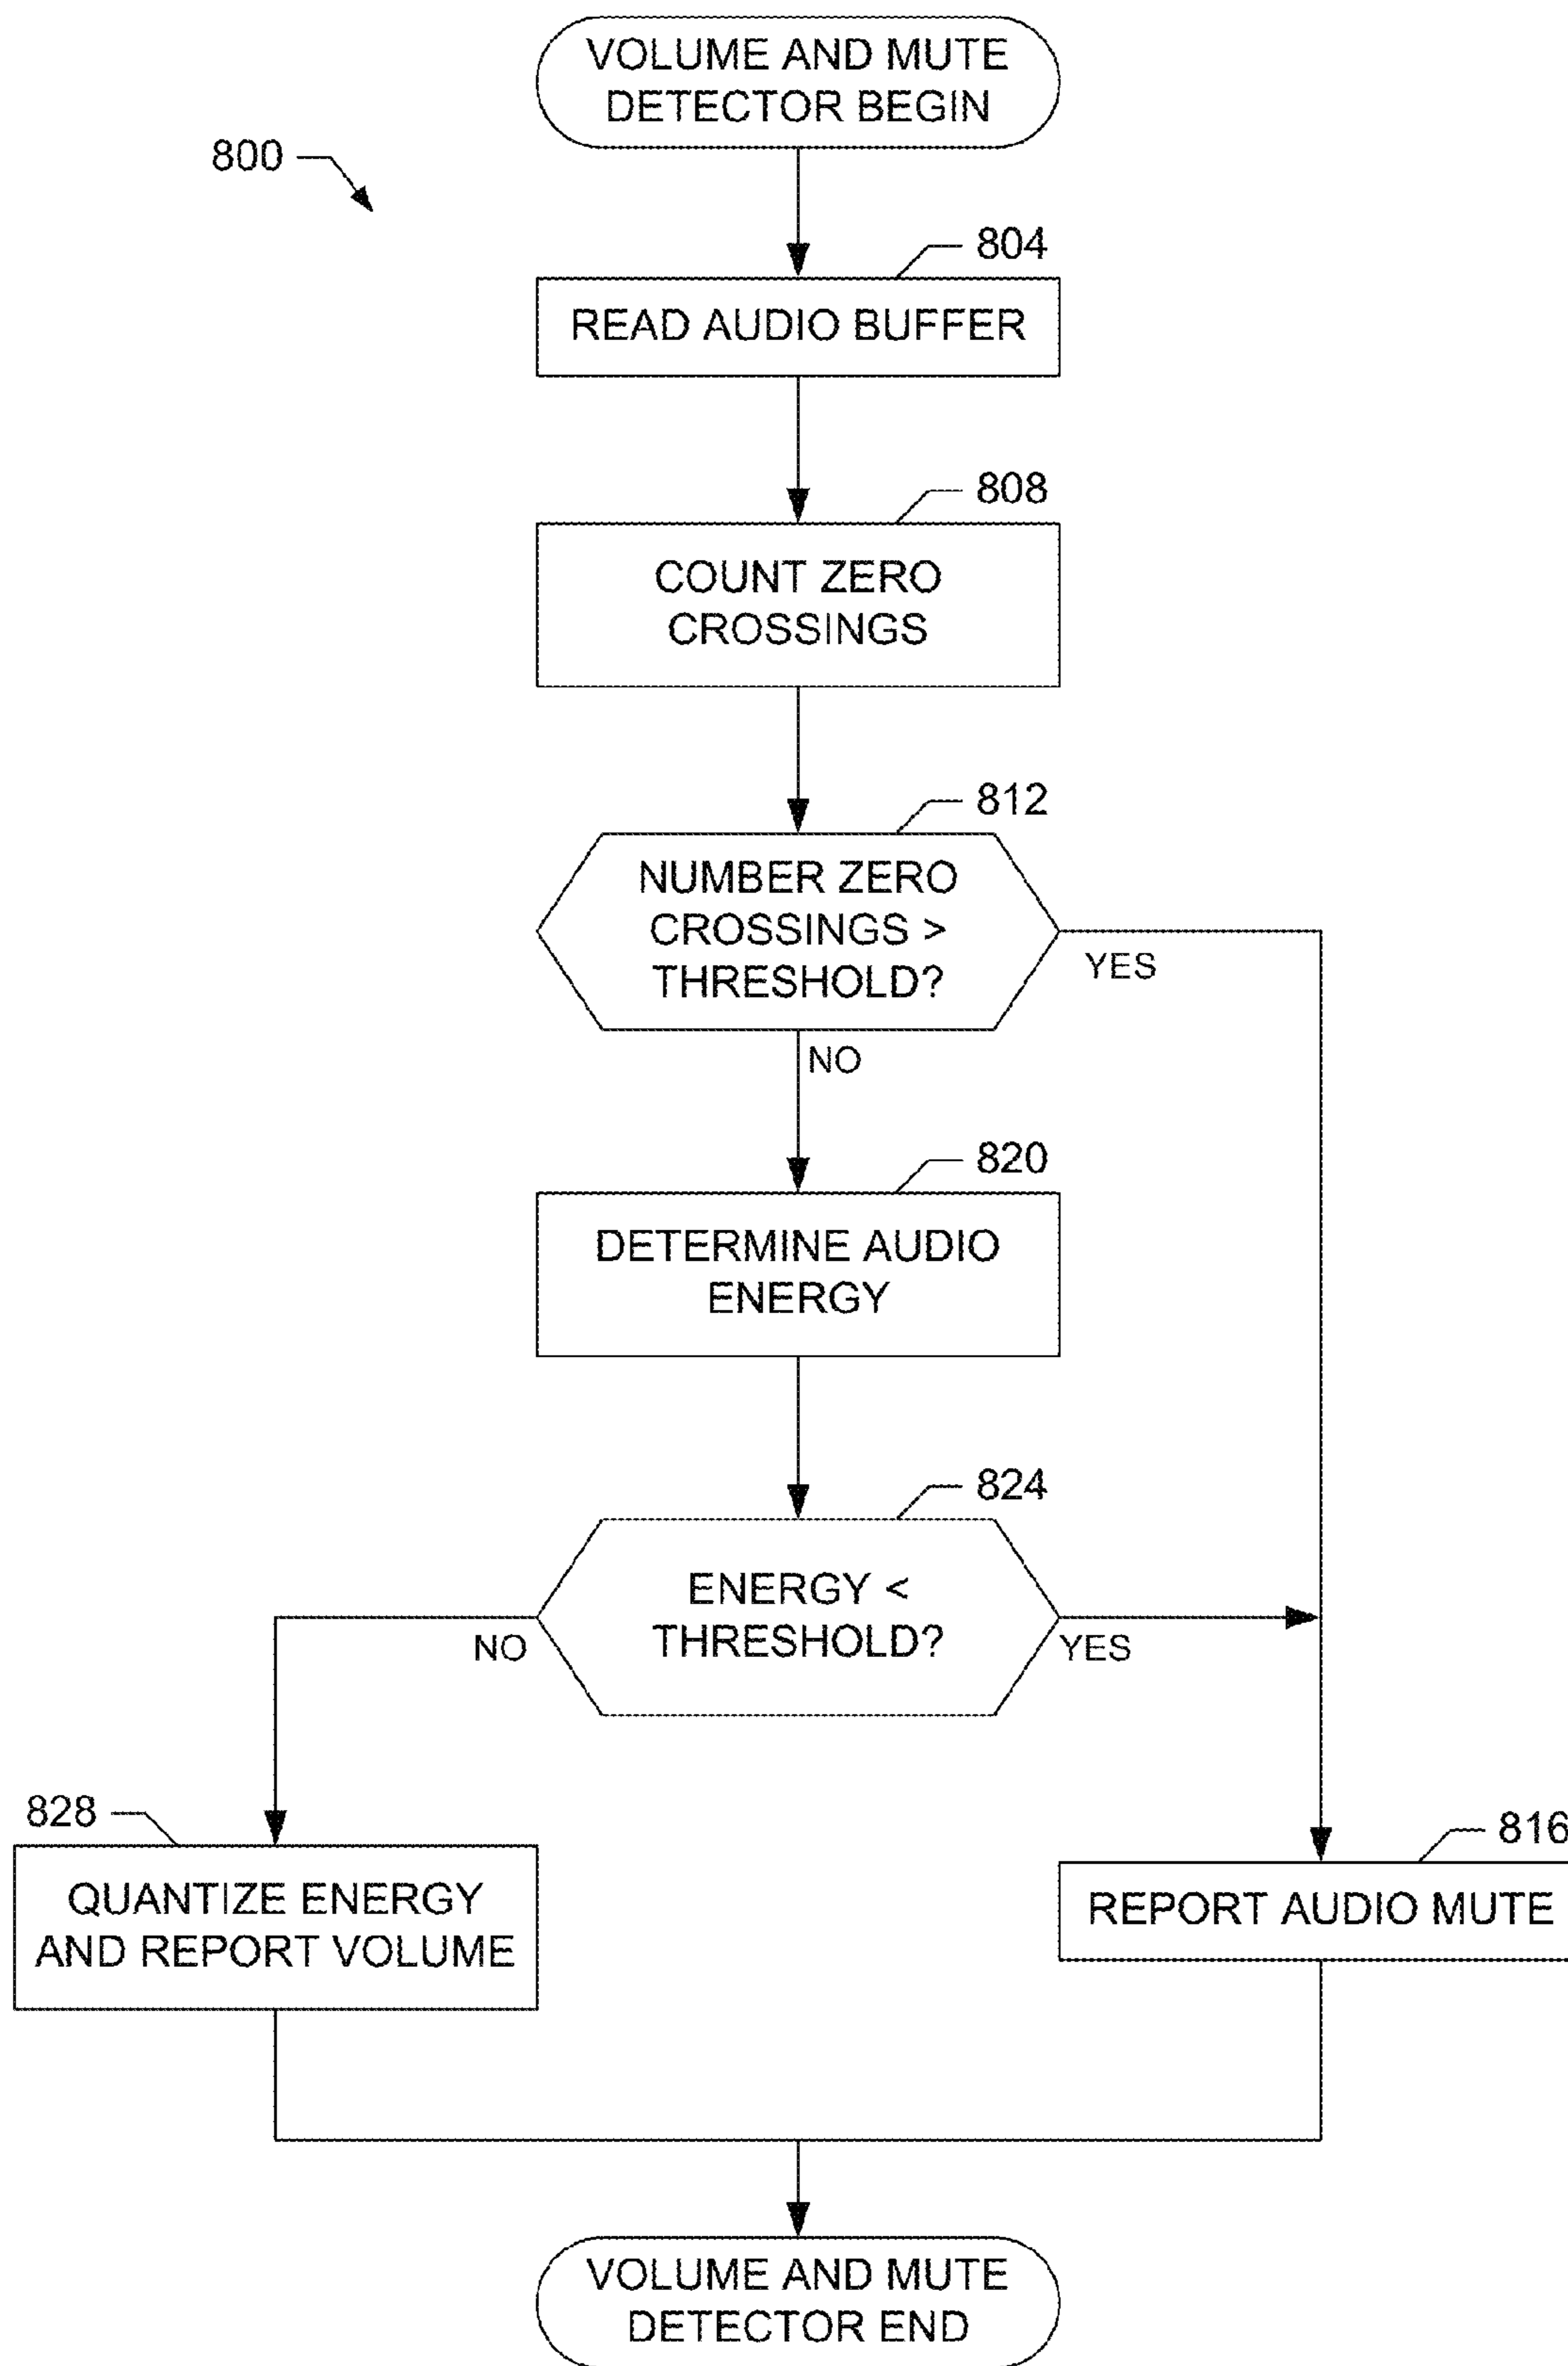 VOLUME AND MUTE
DETECTOR BEGIN
800
804
READ AUDIO BUFFER
808
COUNT ZERO
CROSSINGS
812
NUMBER ZERO
CROSSINGS >
THRESHOLD?
YES
NO
820
DETERMINE AUDIO
ENERGY
824
ENERGY <
THRESHOLD?
NO
YES
828
QUANTIZE ENERGY
AND REPORT VOLUME
816
REPORT AUDIO MUTE
VOLUME AND MUTE
DETECTOR END